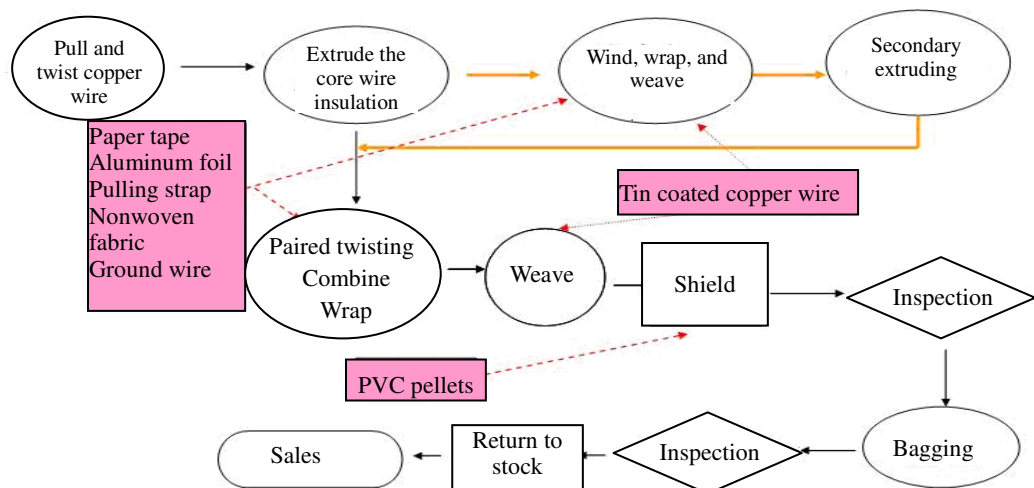 Pull and
twist copper
wire
Extrude the
core wire
insulation
Wind, wrap, and
weave
Secondary
extruding
Paper tape
Aluminum foil
Pulling strap
Nonwoven
fabric
Ground wire
Tin coated copper wire
Paired twisting
Combine
Wrap
Weave
Shield
Inspection
PVC pellets
Sales
Return to
stock
Inspection
Bagging